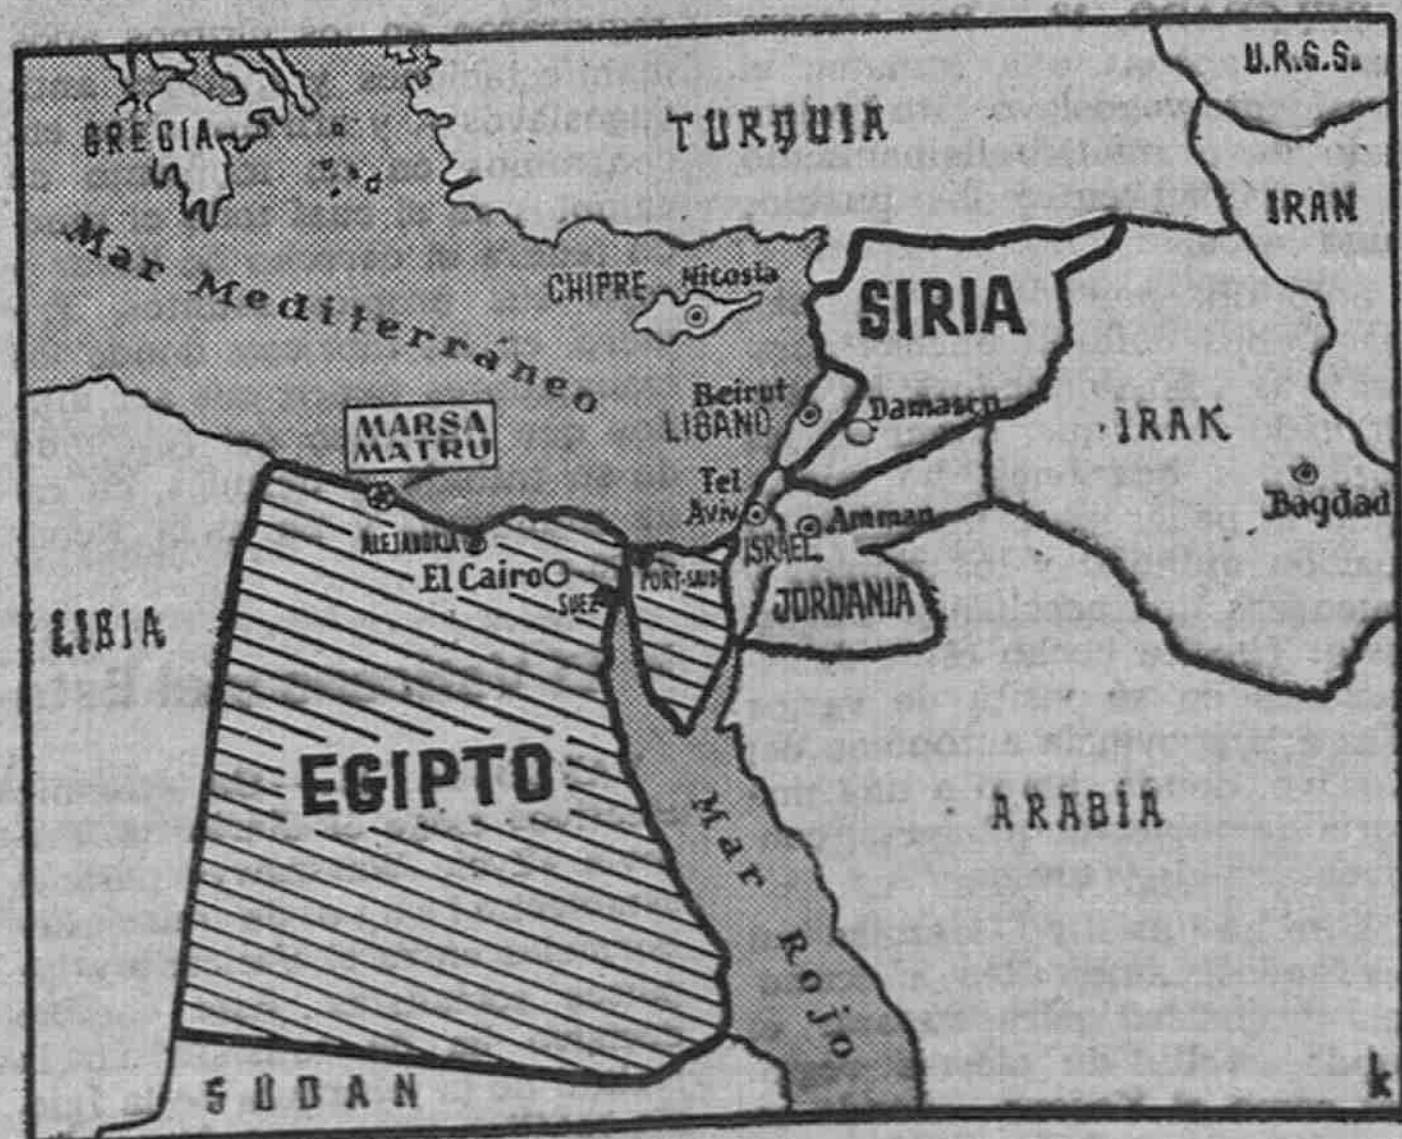 U.R.S.S.
TURQUIA
GRECIA
IRAN
Mar Mediterráneo
CHIPRE
Nicosia
SIRIA
Beirut
LIBANO
Damasco
MARSA
MATRU
IRAK
Bagdad
Tel
Aviv
Amman
ISRAEL
ALEJANDRIA
El Cairo
PORT-SAID
SUEZ
JORDANIA
LIBIA
EGIPTO
ARABIA
Mar Rojo
SUDAN
k